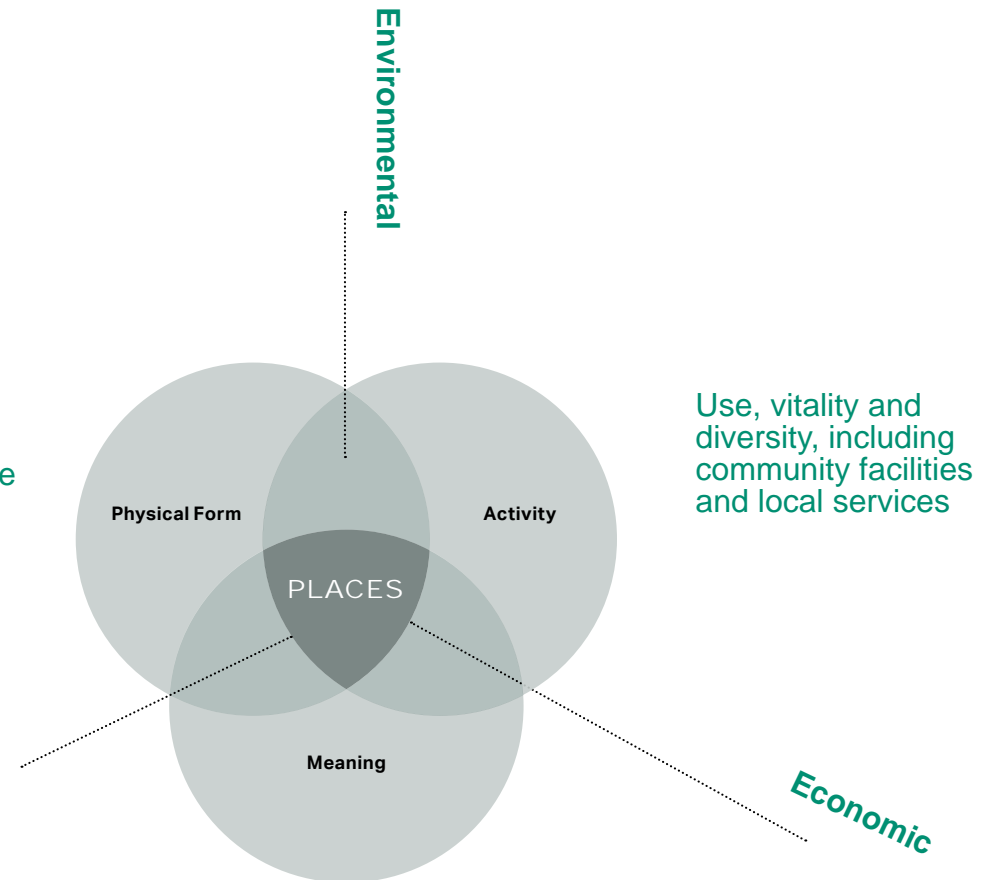 Environmental
Use, vitality and
diversity, including
community facilities
and local services
e
Physical Form
Activity
PLACES
Meaning
Economic